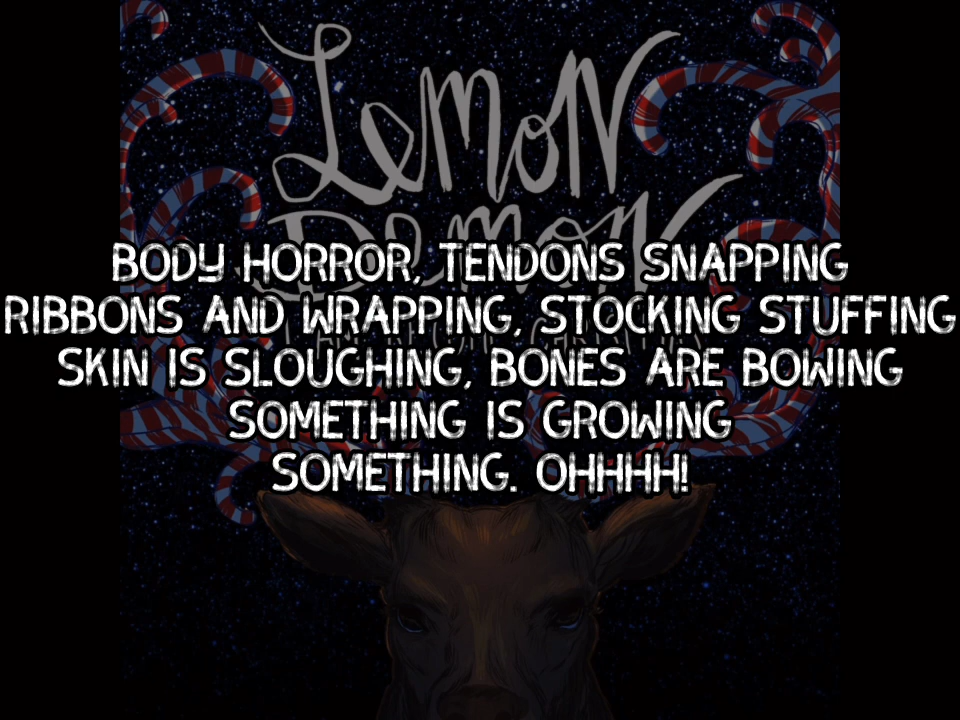 Lemon
Demon
BODY HORROR, TENDONS SNAPPING
RIBBONS AND WRAPPING, STOCKING STUFFING
SKIN IS SLOUGHING, BONES ARE BOWING
SOMETHING IS GROWING
SOMETHING. OHHHH!